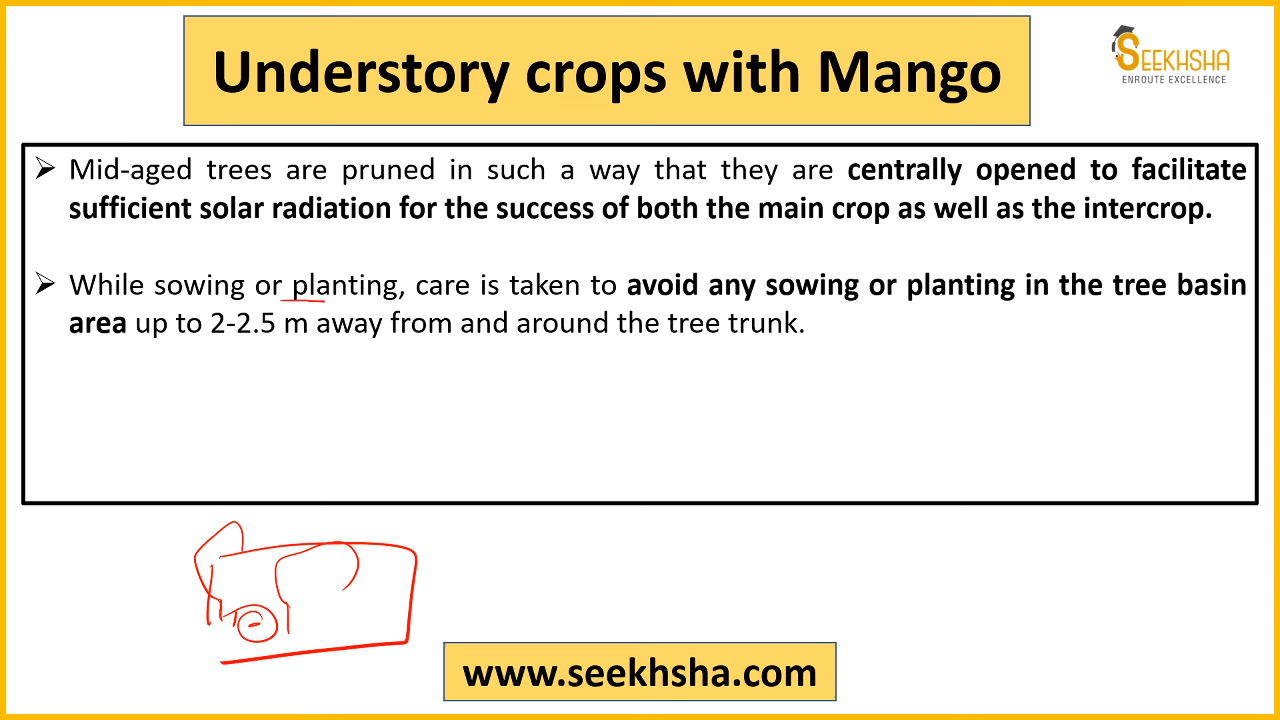 Understory crops with Mango
SEEKHSHA
ENROUTE EXCELLENCE
➢ Mid-aged trees are pruned in such a way that they are centrally opened to facilitate
sufficient solar radiation for the success of both the main crop as well as the intercrop.
➢ While sowing or planting, care is taken to avoid any sowing or planting in the tree basin
area up to 2-2.5 m away from and around the tree trunk.
www.seekhsha.com